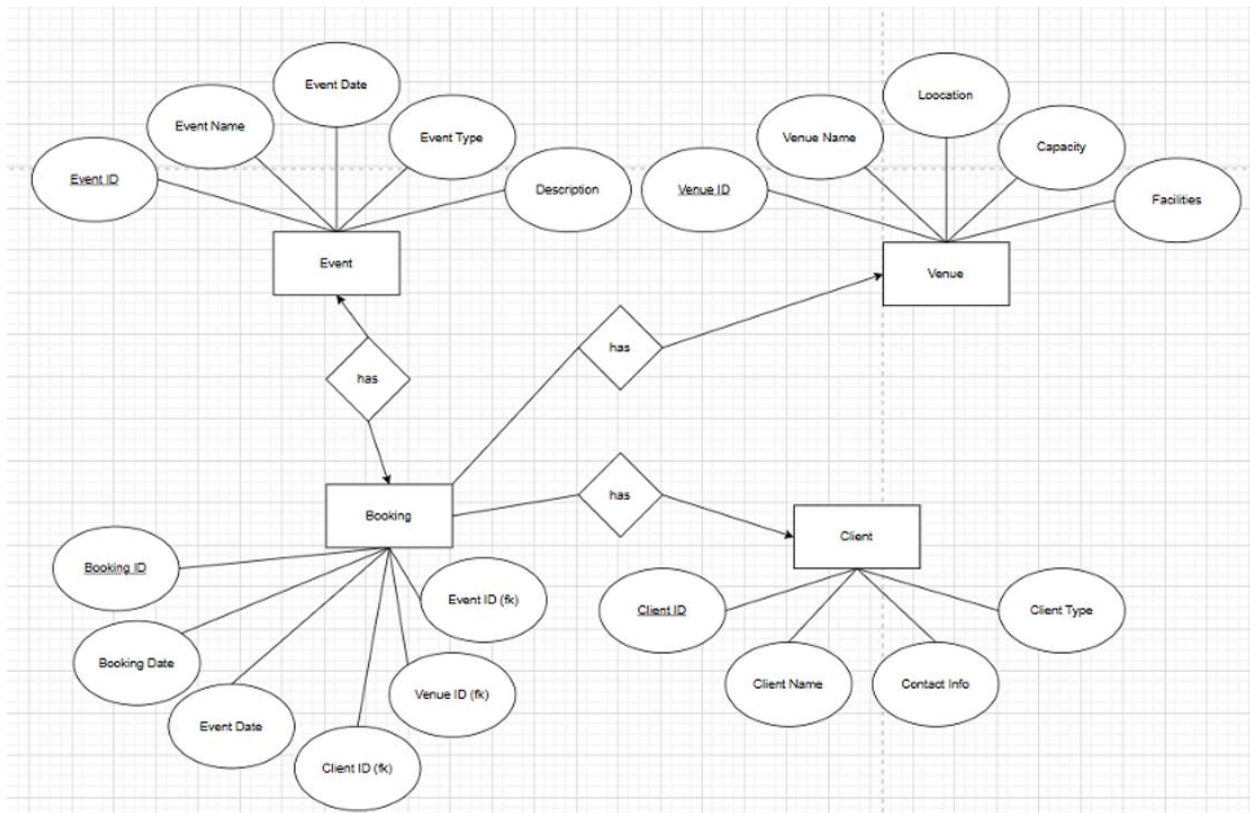 Event Date
Event Name
Event Type
Event ID
Description
Event
Loocation
Venue Name
Capacity
Venue ID
Facilities
Venue
has
has
has
Booking
Booking ID
Booking Date
Event Date
Client ID (fk)
Venue ID (fk)
Event ID (fk)
Client
Client ID
Client Name
Contact Info
Client Type